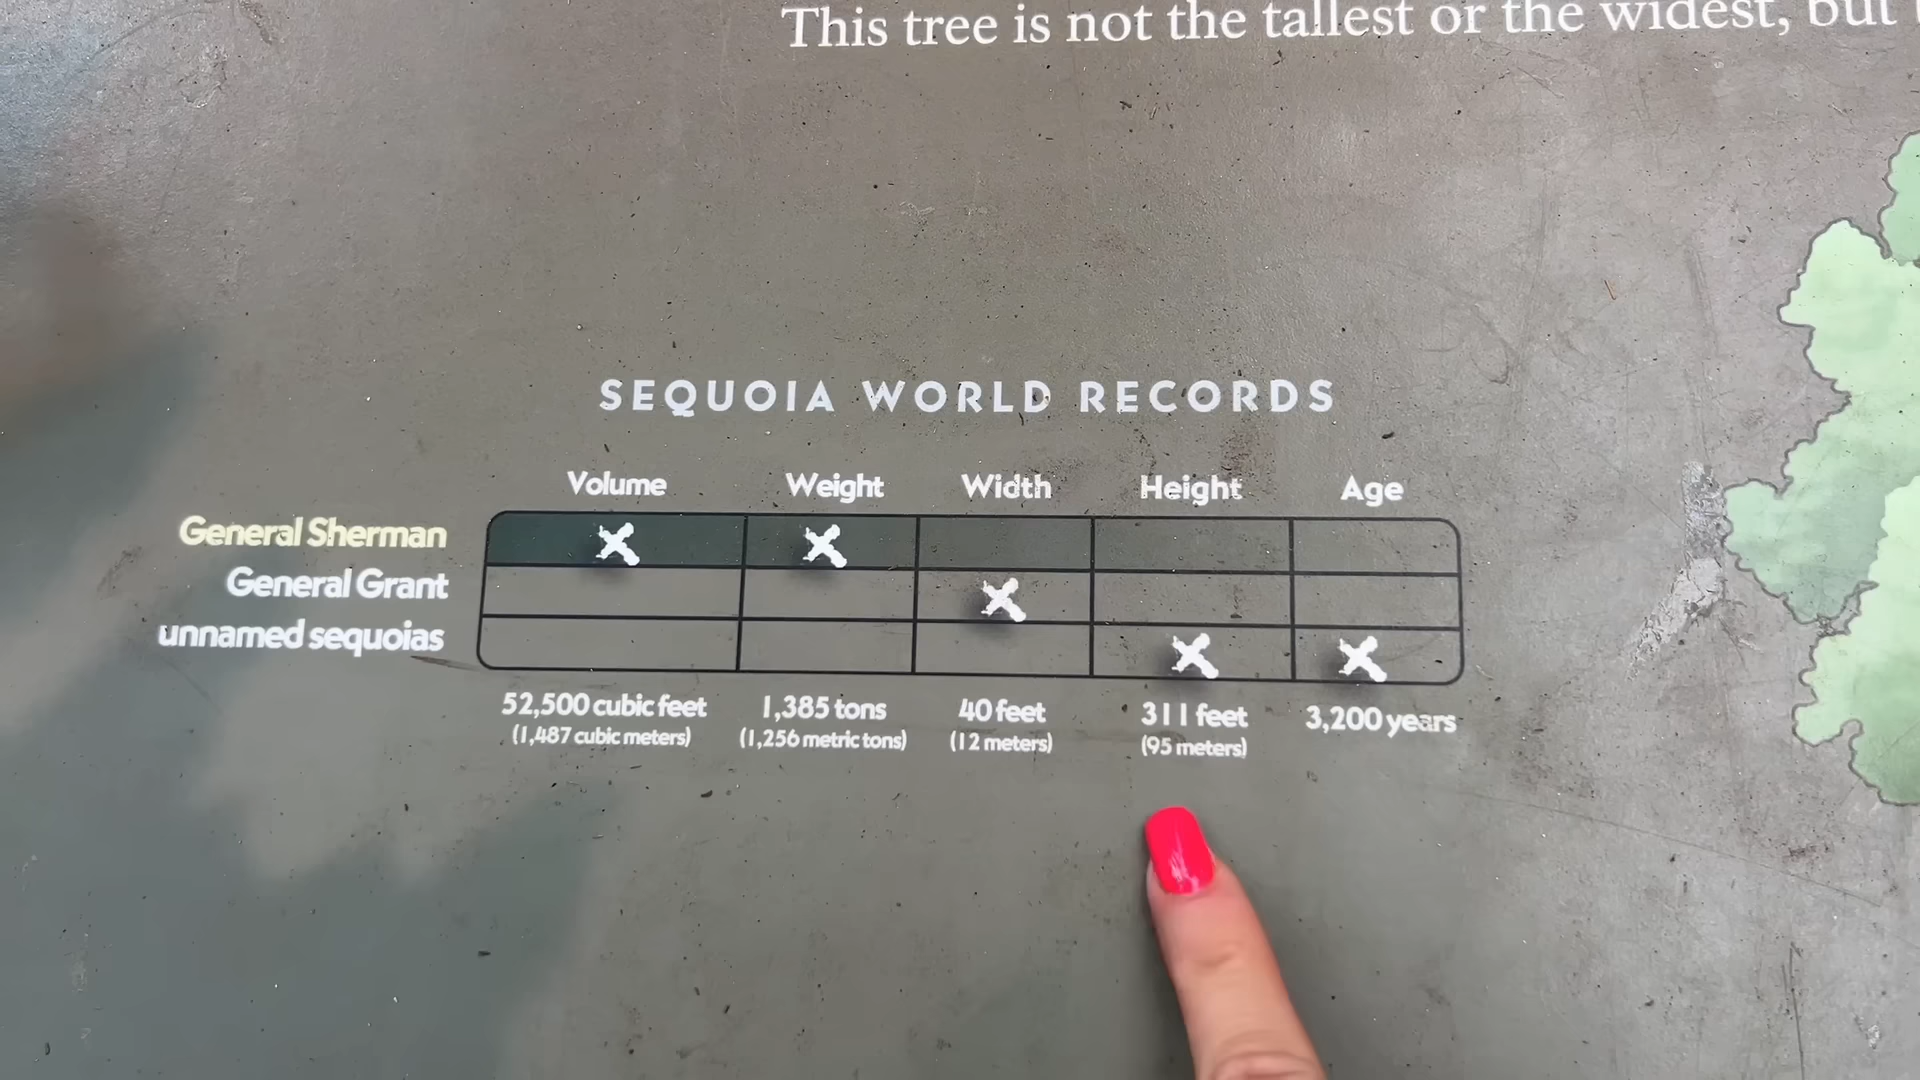 This tree is not the tallest or the widest, but
SEQUOIA WORLD RECORDS
Volume Weight Width Height Age
General Sherman
General Grant
unnamed sequoias
52,500 cubic feet 1,385 tons 40 feet 311 feet 3,200 years
(1,487 cubic meters) (1,256 metric tons) (12 meters) (95 meters)